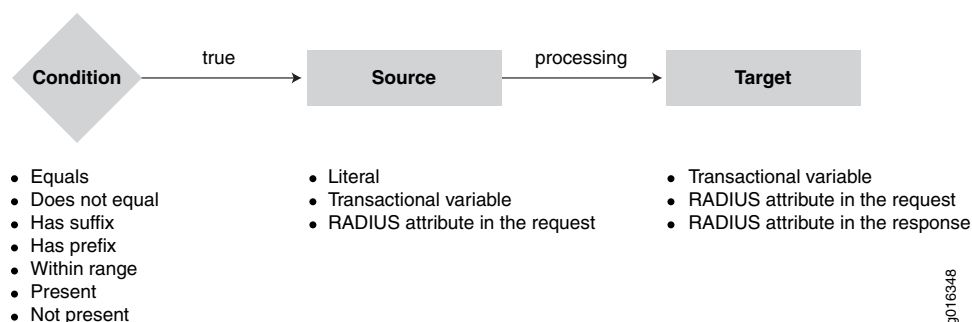 true
processing
Condition
Source
Target
• Equals
• Does not equal
• Has suffix
• Has prefix
• Within range
• Present
• Not present
• Literal
• Transactional variable
• RADIUS attribute in the request
• Transactional variable
• RADIUS attribute in the request
• RADIUS attribute in the response
g016348